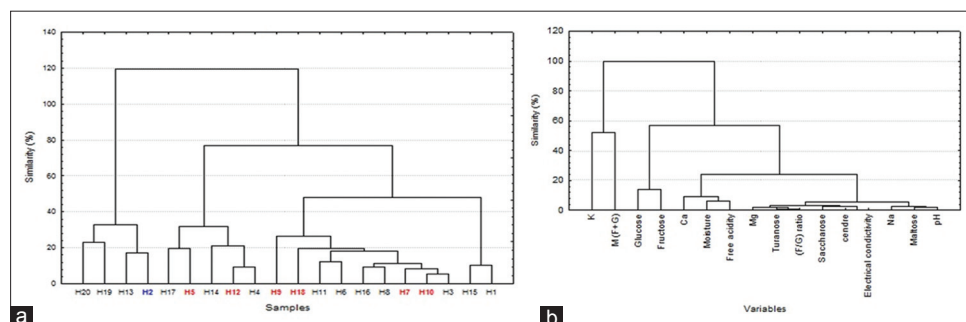 140
120
100
80
60
40
20
0
Similarity (%)
H20 H19 H13 H2 H17 H5 H14 H12 H4 H9 H18 H11 H6 H16 H8 H7 H10 H3 H15 H1
Samples
a
120
100
80
60
40
20
0
Similarity (%)
K
M(F+G)
Glucose
Fructose
Ca
Moisture
Free acidity
Mg
Turanose
(F/G) ratio
Saccharose
cendre
Electrical condictivity
Na
Maltose
pH
Variables
b